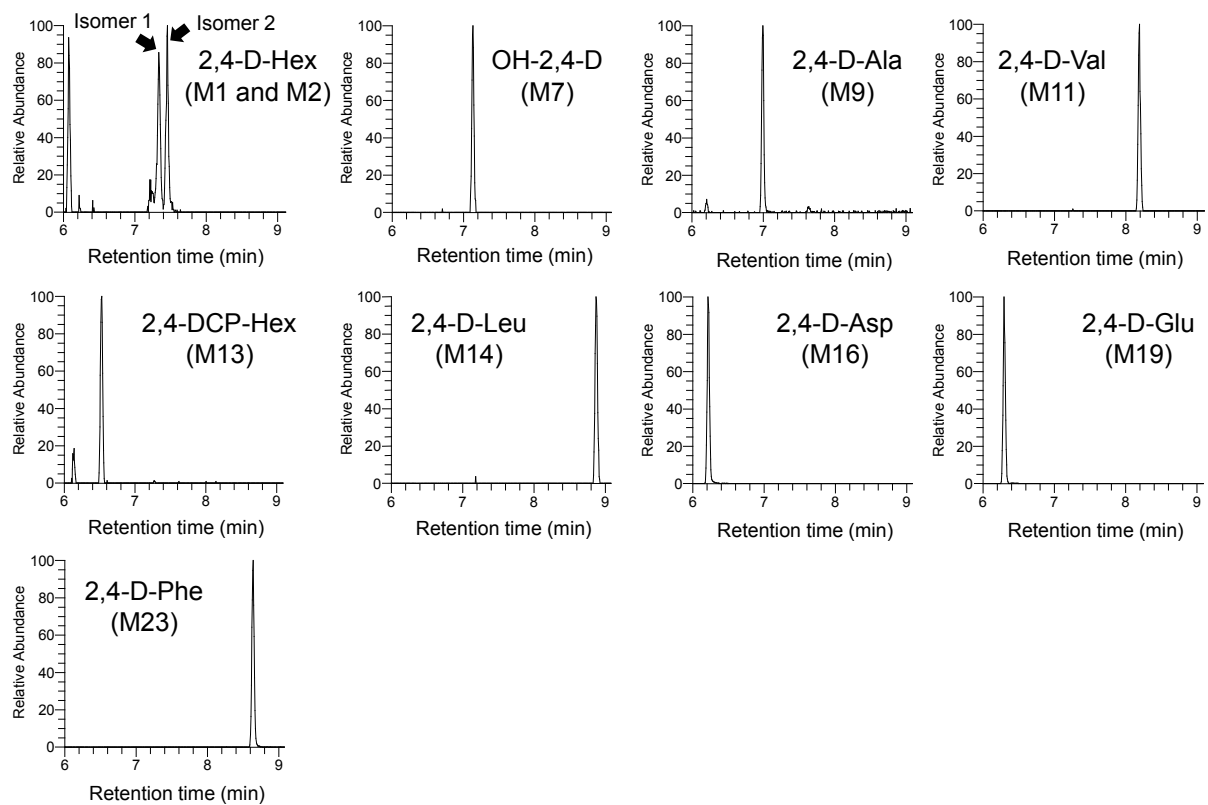 Isomer 1
Isomer 2
2,4-D-Hex
(M1 and M2)
Relative Abundance
100
80
60
40
20
0
6 7 8 9
Retention time (min)
OH-2,4-D
(M7)
Relative Abundance
100
80
60
40
20
0
6 7 8 9
Retention time (min)
2,4-D-Ala
(M9)
Relative Abundance
100
80
60
40
20
0
6 7 8 9
Retention time (min)
2,4-D-Val
(M11)
Relative Abundance
100
80
60
40
20
0
6 7 8 9
Retention time (min)
2,4-DCP-Hex
(M13)
Relative Abundance
100
80
60
40
20
0
6 7 8 9
Retention time (min)
2,4-D-Leu
(M14)
Relative Abundance
100
80
60
40
20
0
6 7 8 9
Retention time (min)
2,4-D-Asp
(M16)
Relative Abundance
100
80
60
40
20
0
6 7 8 9
Retention time (min)
2,4-D-Glu
(M19)
Relative Abundance
100
80
60
40
20
0
6 7 8 9
Retention time (min)
2,4-D-Phe
(M23)
Relative Abundance
100
80
60
40
20
0
6 7 8 9
Retention time (min)